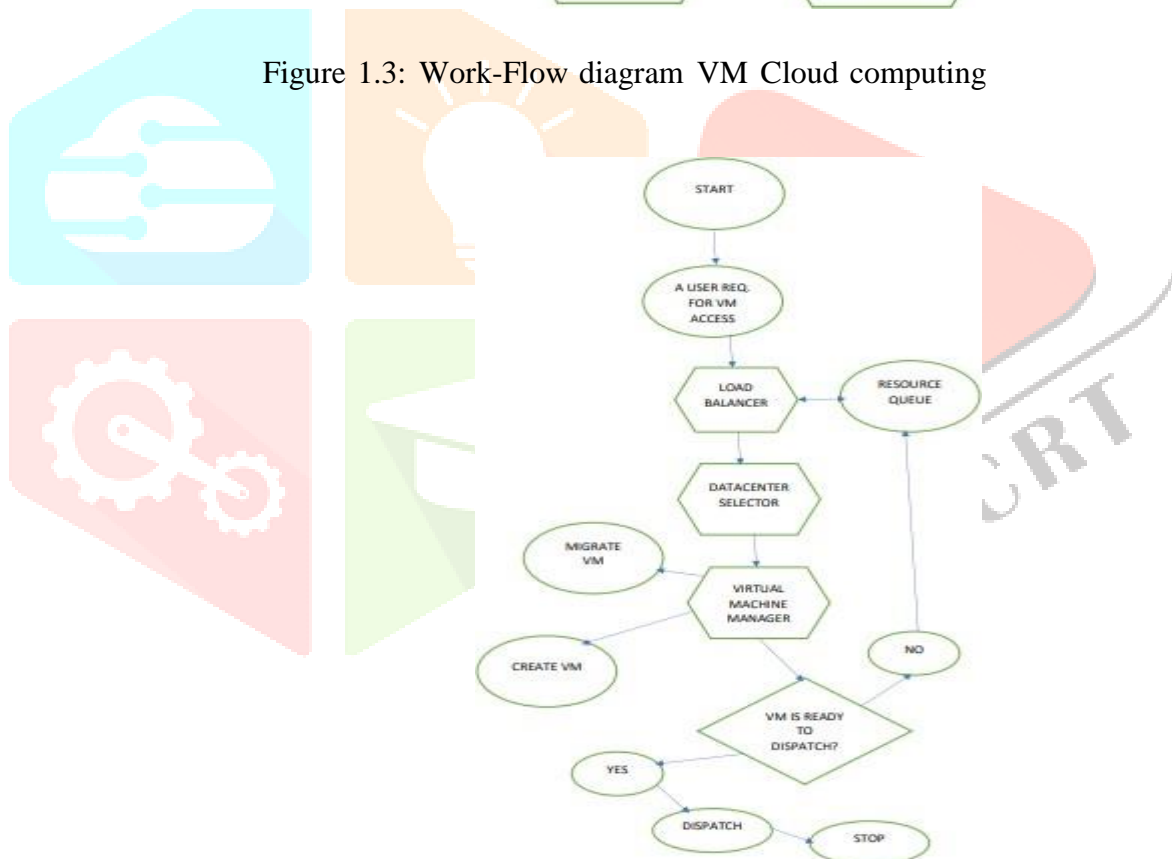 Figure 1.3: Work-Flow diagram VM Cloud computing
START
A USER REQ.
FOR VM
ACCESS
LOAD
BALANCER
RESOURCE
QUEUE
DATACENTER
SELECTOR
MIGRATE
VM
VIRTUAL
MACHINE
MANAGER
CREATE VM
NO
VM IS READY
TO
DISPATCH?
YES
DISPATCH
STOP